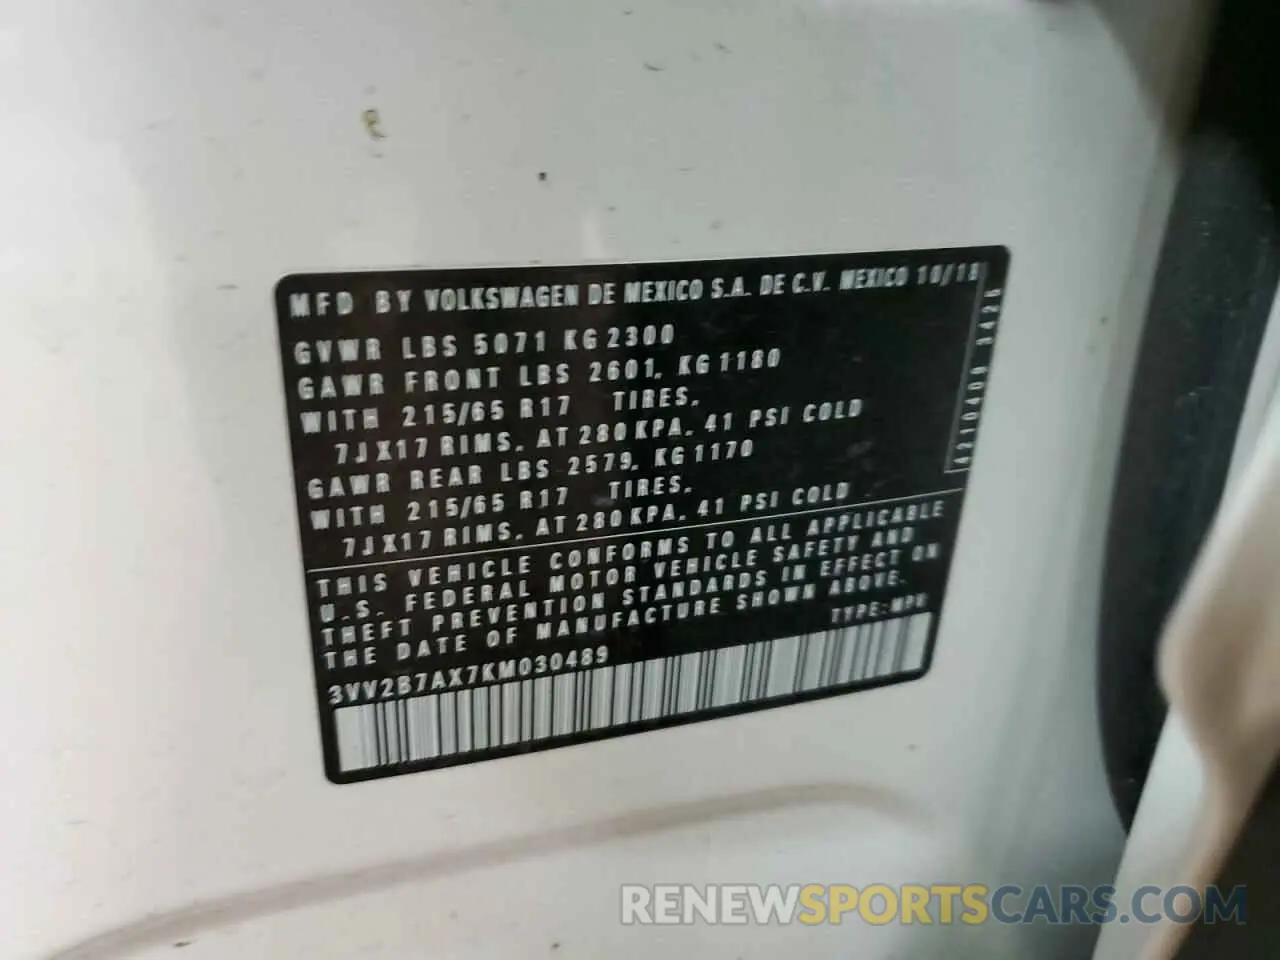 MFD BY VOLKSWAGEN DE MEXICO S.A. DE C.V. MEXICO 10/18
GVWR LBS 5071 KG 2300
GAWR FRONT LBS 2601, KG 1180
WITH 215/65 R17 TIRES,
7JX17 RIMS, AT 280 KPA, 41 PSI COLD
GAWR REAR LBS 2579, KG 1170
WITH 215/65 R17 TIRES,
7JX17 RIMS, AT 280 KPA, 41 PSI COLD
THIS VEHICLE CONFORMS TO ALL APPLICABLE
U.S. FEDERAL MOTOR VEHICLE SAFETY AND
THEFT PREVENTION STANDARDS IN EFFECT ON
THE DATE OF MANUFACTURE SHOWN ABOVE.
TYPE: MPV
3VV2B7AX7KM030489
4210409 3426
RENEWSPORTSCARS.COM